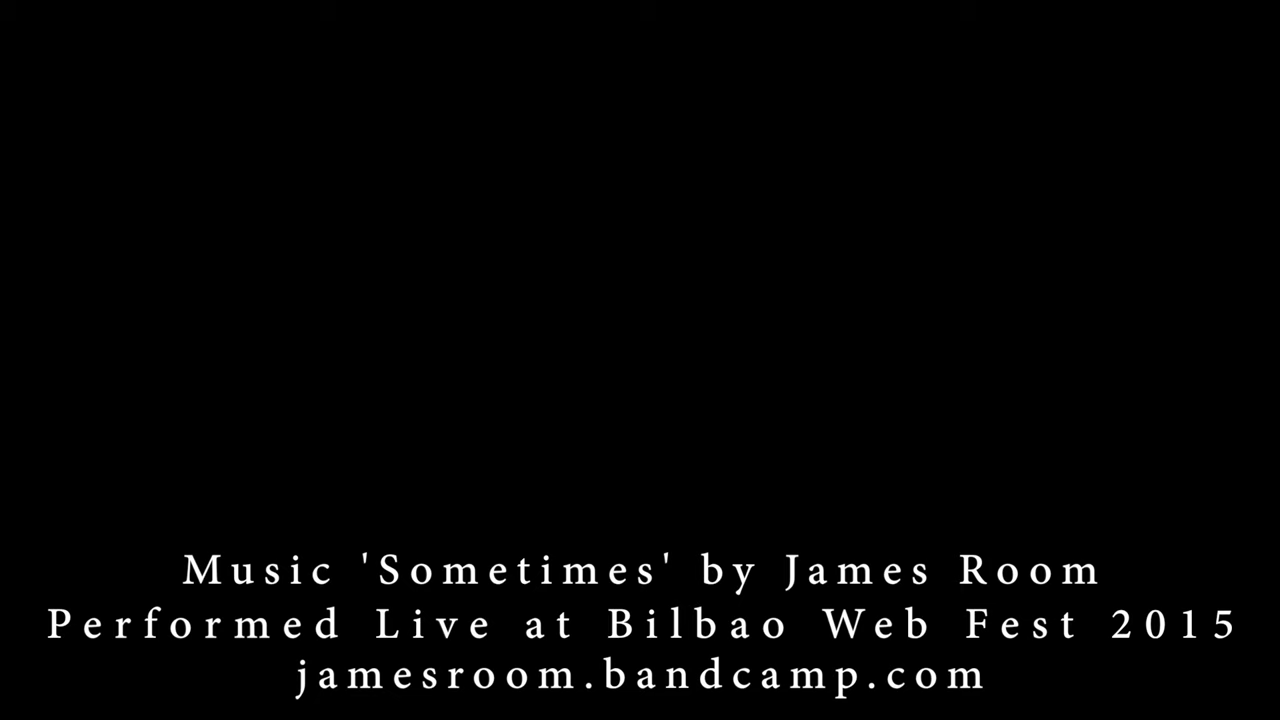 Music 'Sometimes' by James Room
Performed Live at Bilbao Web Fest 2015
jamesroom.bandcamp.com